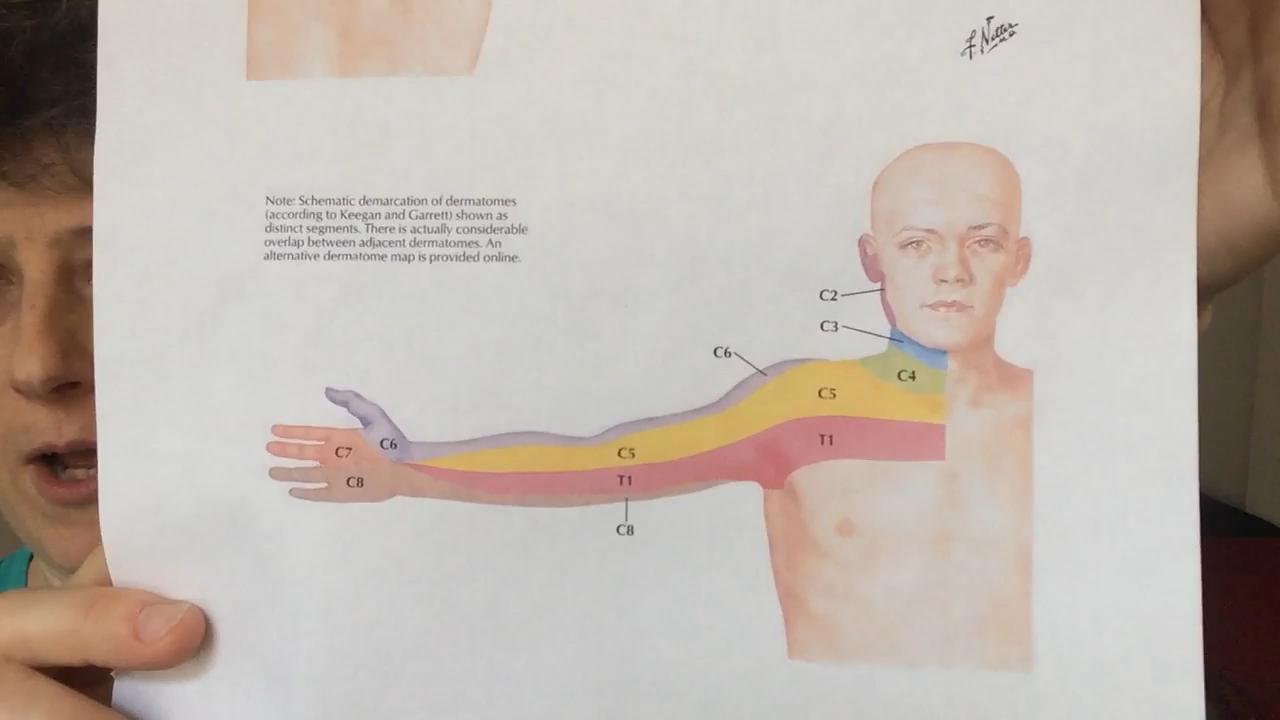 F. Netter
M.D.
Note: Schematic demarcation of dermatomes
(according to Keegan and Garrett) shown as
distinct segments. There is actually considerable
overlap between adjacent dermatomes. An
alternative dermatome map is provided online.
C2
C3
C6
C4
C5
T1
C6
C7
C5
C8
T1
C8